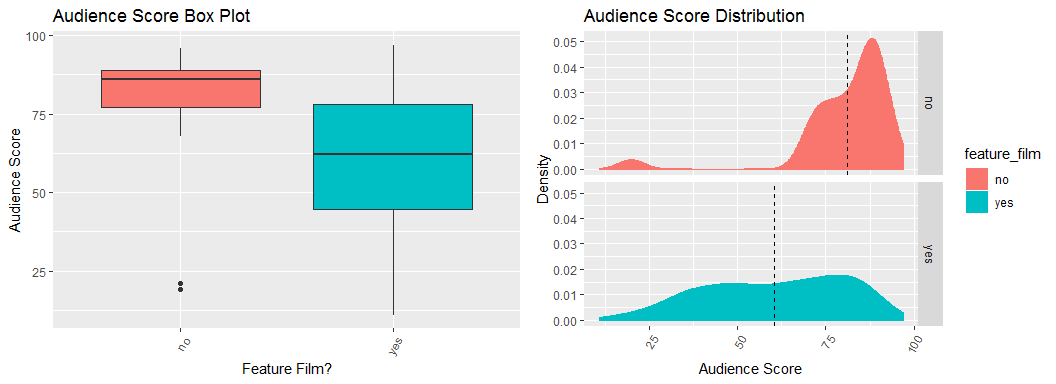 Audience Score Box Plot
Audience Score
100
75
50
25
no
yes
Feature Film?
Audience Score Distribution
Density
0.05
0.04
0.03
0.02
0.01
0.00
no
0.05
0.04
0.03
0.02
0.01
0.00
yes
25
50
75
100
Audience Score
feature_film
no
yes